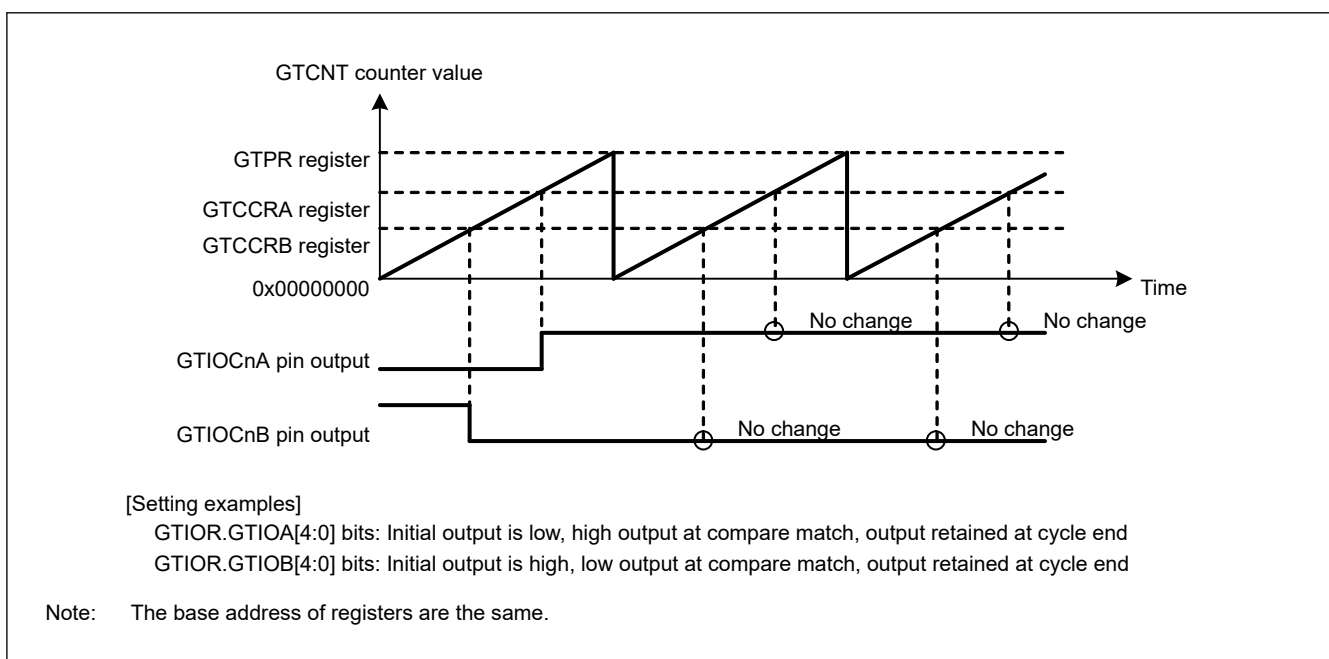 GTCNT counter value
GTPR register
GTCCRA register
GTCCRB register
0x00000000
Time
No change
No change
GTIOCnA pin output
No change
No change
GTIOCnB pin output
[Setting examples]
GTIOR.GTIOA[4:0] bits: Initial output is low, high output at compare match, output retained at cycle end
GTIOR.GTIOB[4:0] bits: Initial output is high, low output at compare match, output retained at cycle end
Note: The base address of registers are the same.